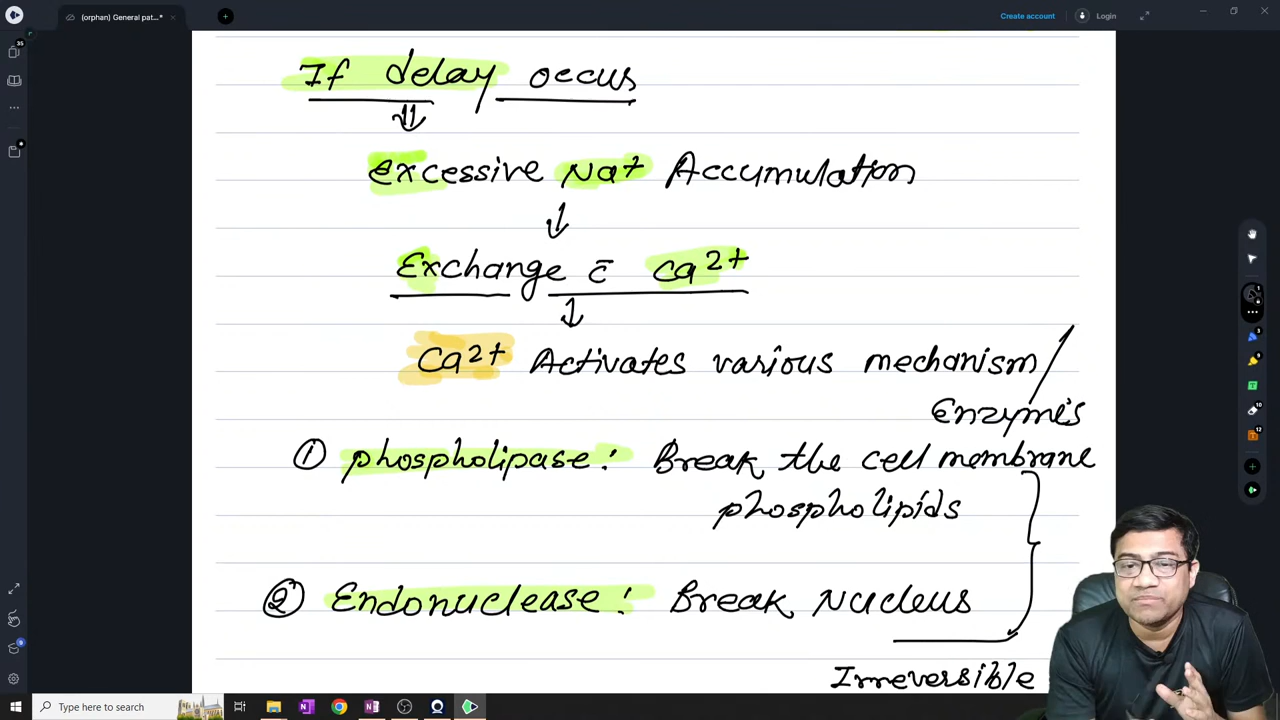 (orphan) General pat...*
Create account
Login
35
If delay occus
⇓
Excessive Na+ Accumulation
↓
Exchange c̄ Ca2+
↓
Ca2+ Activates various mechanism
Enzymes
① phospholipase: Break the cell membrane
phospholipids
② Endonuclease: Break Nucleus
Irreversible
Type here to search